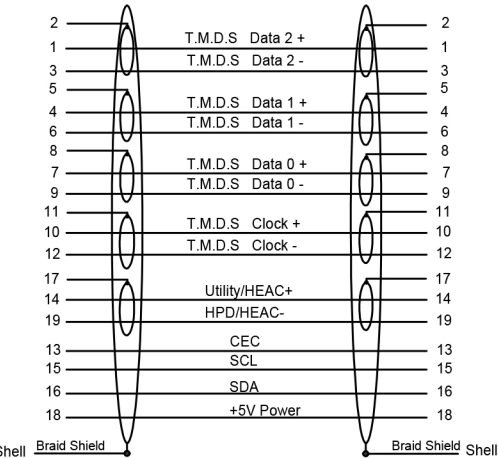 2 2
1 T.M.D.S Data 2 + 1
3 T.M.D.S Data 2 - 3
5 5
4 T.M.D.S Data 1 + 4
6 T.M.D.S Data 1 - 6
8 8
7 T.M.D.S Data 0 + 7
9 T.M.D.S Data 0 - 9
11 11
10 T.M.D.S Clock + 10
12 T.M.D.S Clock - 12
17 17
14 Utility/HEAC+ 14
19 HPD/HEAC- 19
13 CEC 13
15 SCL 15
16 SDA 16
18 +5V Power 18
Shell Braid Shield Braid Shield Shell